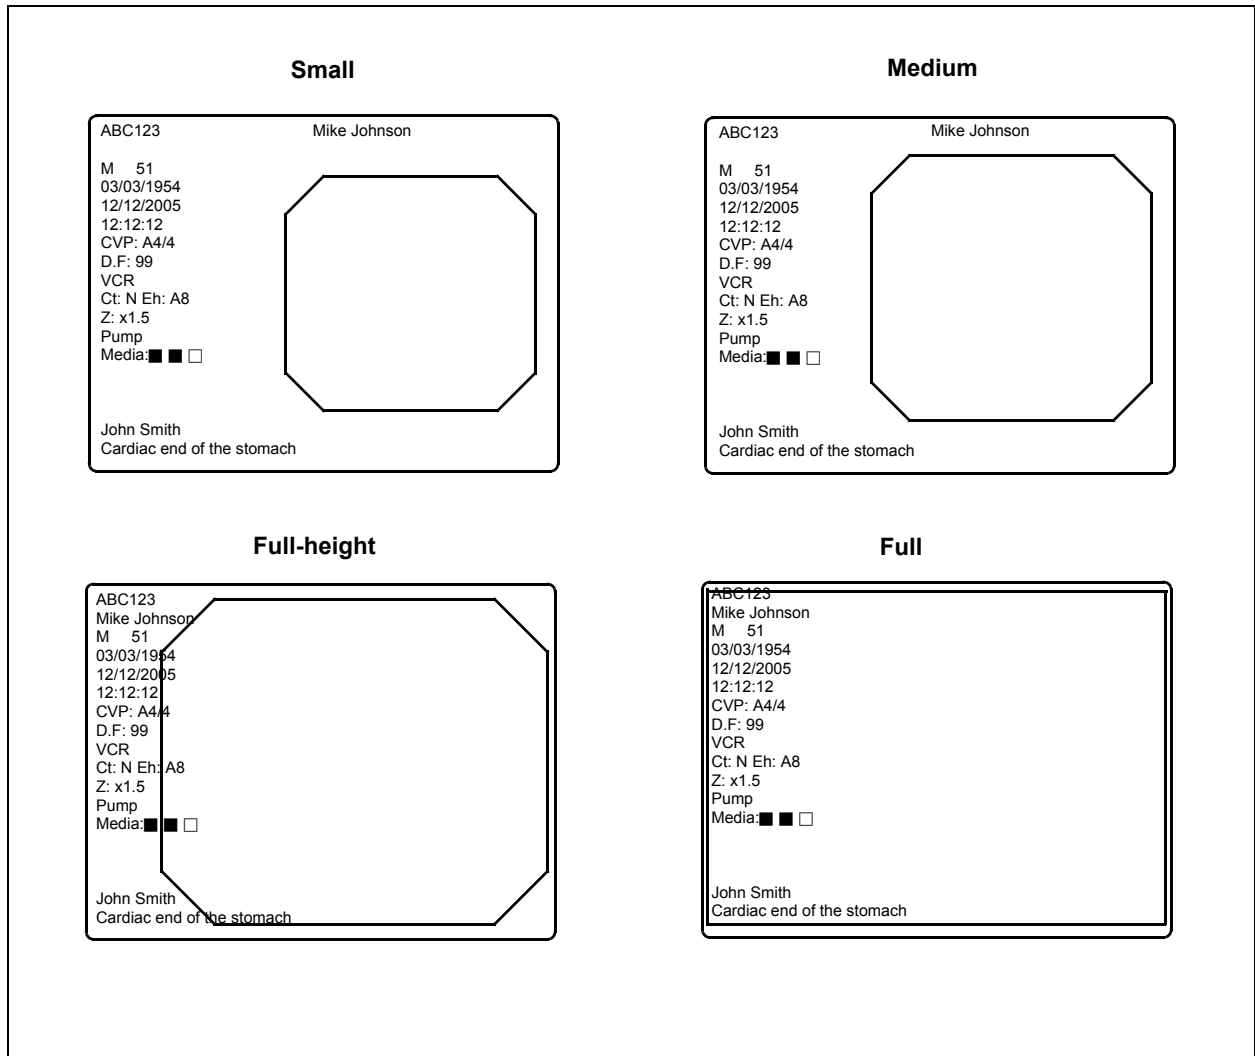 Small
ABC123 Mike Johnson
M 51
03/03/1954
12/12/2005
12:12:12
CVP: A4/4
D.F: 99
VCR
Ct: N Eh: A8
Z: x1.5
Pump
Media:■ ■ □
John Smith
Cardiac end of the stomach
Medium
ABC123 Mike Johnson
M 51
03/03/1954
12/12/2005
12:12:12
CVP: A4/4
D.F: 99
VCR
Ct: N Eh: A8
Z: x1.5
Pump
Media:■ ■ □
John Smith
Cardiac end of the stomach
Full-height
ABC123
Mike Johnson
M 51
03/03/1954
12/12/2005
12:12:12
CVP: A4/4
D.F: 99
VCR
Ct: N Eh: A8
Z: x1.5
Pump
Media:■ ■ □
John Smith
Cardiac end of the stomach
Full
ABC123
Mike Johnson
M 51
03/03/1954
12/12/2005
12:12:12
CVP: A4/4
D.F: 99
VCR
Ct: N Eh: A8
Z: x1.5
Pump
Media:■ ■ □
John Smith
Cardiac end of the stomach